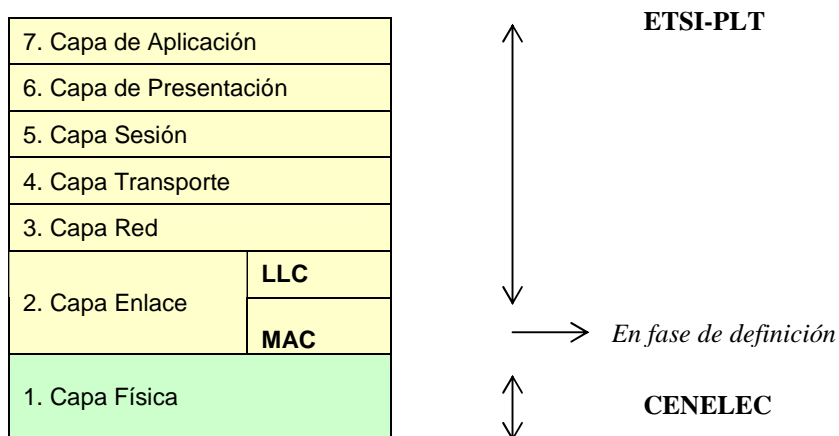 ETSI-PLT
7. Capa de Aplicación
6. Capa de Presentación
5. Capa Sesión
4. Capa Transporte
3. Capa Red
2. Capa Enlace
LLC
MAC
En fase de definición
1. Capa Física
CENELEC